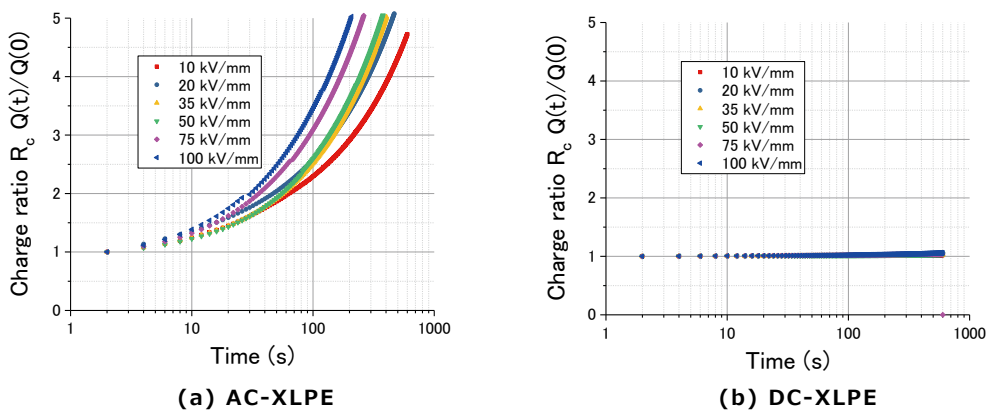 Charge ratio R_c Q(t)/Q(0)
5
4
3
2
1
0
10 kV/mm
20 kV/mm
35 kV/mm
50 kV/mm
75 kV/mm
100 kV/mm
1
10
100
1000
Time (s)
(a) AC-XLPE
Charge ratio R_c Q(t)/Q(0)
5
4
3
2
1
0
10 kV/mm
20 kV/mm
35 kV/mm
50 kV/mm
75 kV/mm
100 kV/mm
1
10
100
1000
Time (s)
(b) DC-XLPE